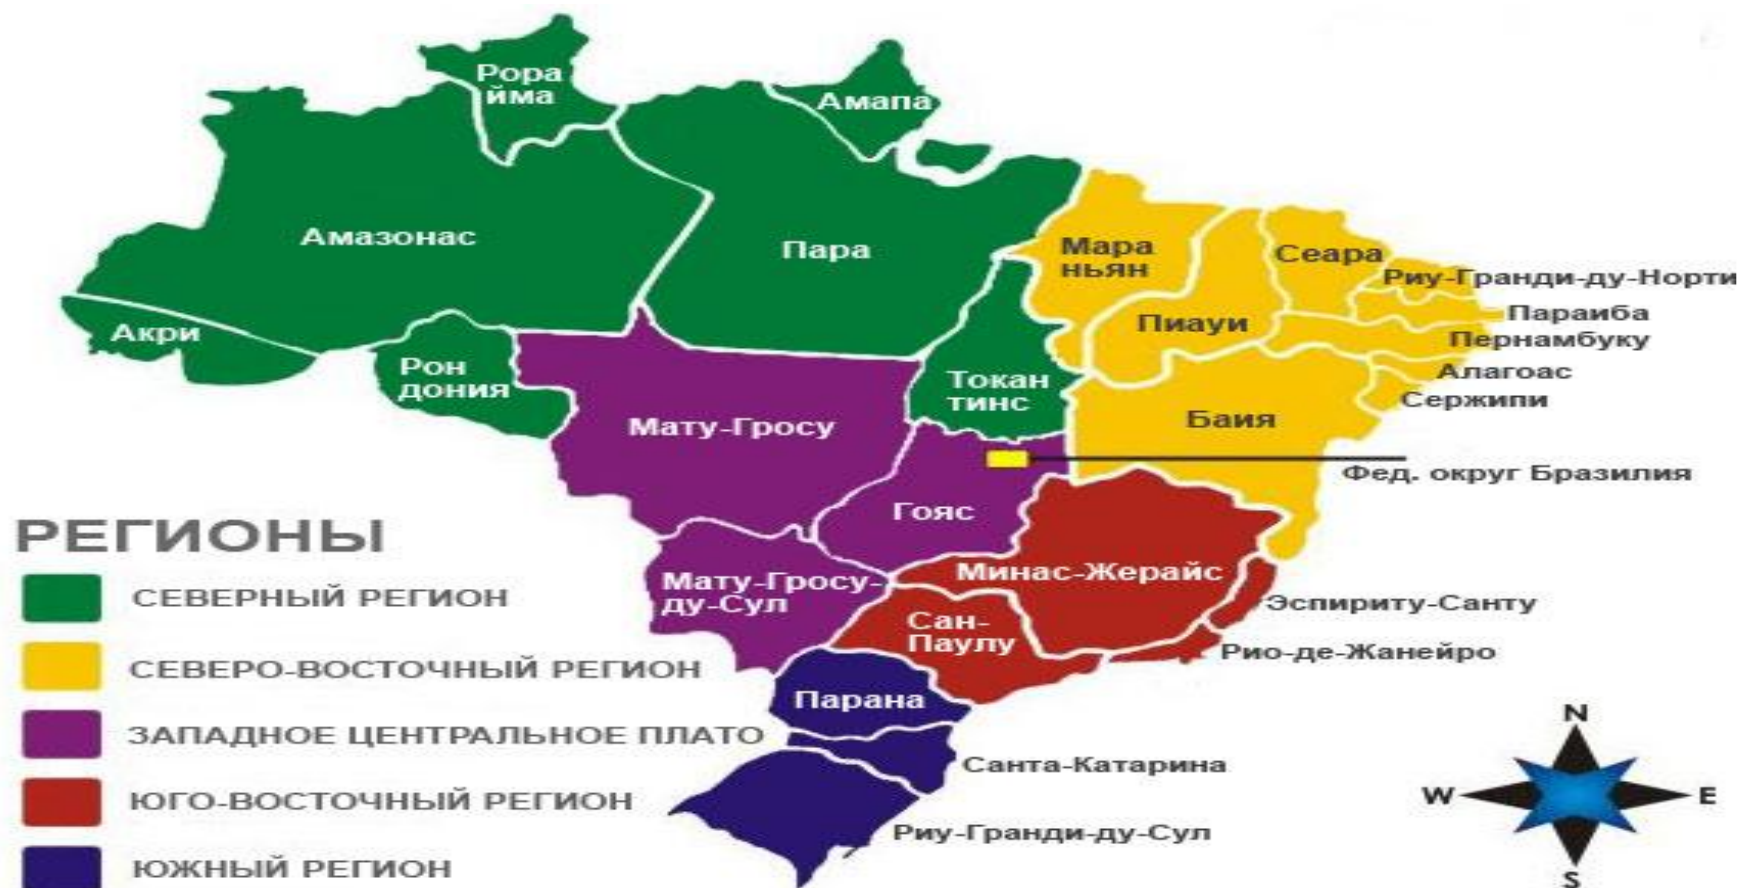 Рора
йма
Амапа
Амазонас
Пара
Мара
ньян
Сеара
Риу-Гранди-ду-Норти
Параиба
Пиауи
Пернамбуку
Акри
Рон
дония
Токан
тинс
Алагоас
Сержипи
Баия
Мату-Гросу
Фед. округ Бразилия
Гояс
РЕГИОНЫ
СЕВЕРНЫЙ РЕГИОН
СЕВЕРО-ВОСТОЧНЫЙ РЕГИОН
ЗАПАДНОЕ ЦЕНТРАЛЬНОЕ ПЛАТО
ЮГО-ВОСТОЧНЫЙ РЕГИОН
ЮЖНЫЙ РЕГИОН
Мату-Гросу-
ду-Сул
Минас-Жерайс
Эспириту-Санту
Сан-
Паулу
Рио-де-Жанейро
Парана
Санта-Катарина
Риу-Гранди-ду-Сул
N
W
E
S